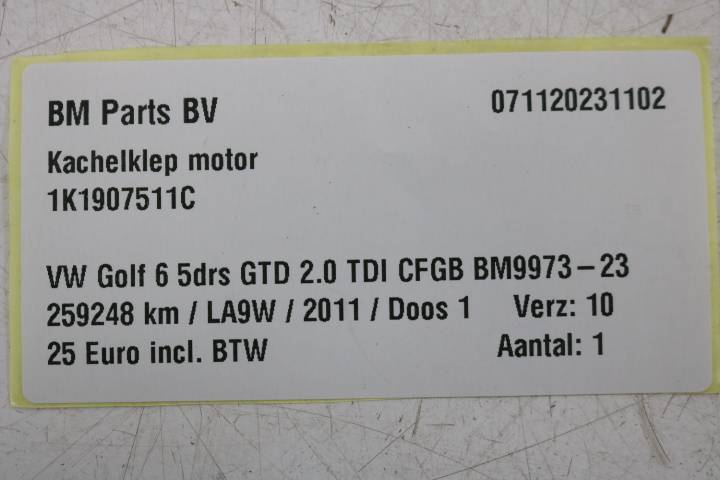 BM Parts BV 071120231102
Kachelklep motor
1K1907511C
VW Golf 6 5drs GTD 2.0 TDI CFGB BM9973-23
259248 km / LA9W / 2011 / Doos 1 Verz: 10
25 Euro incl. BTW Aantal: 1